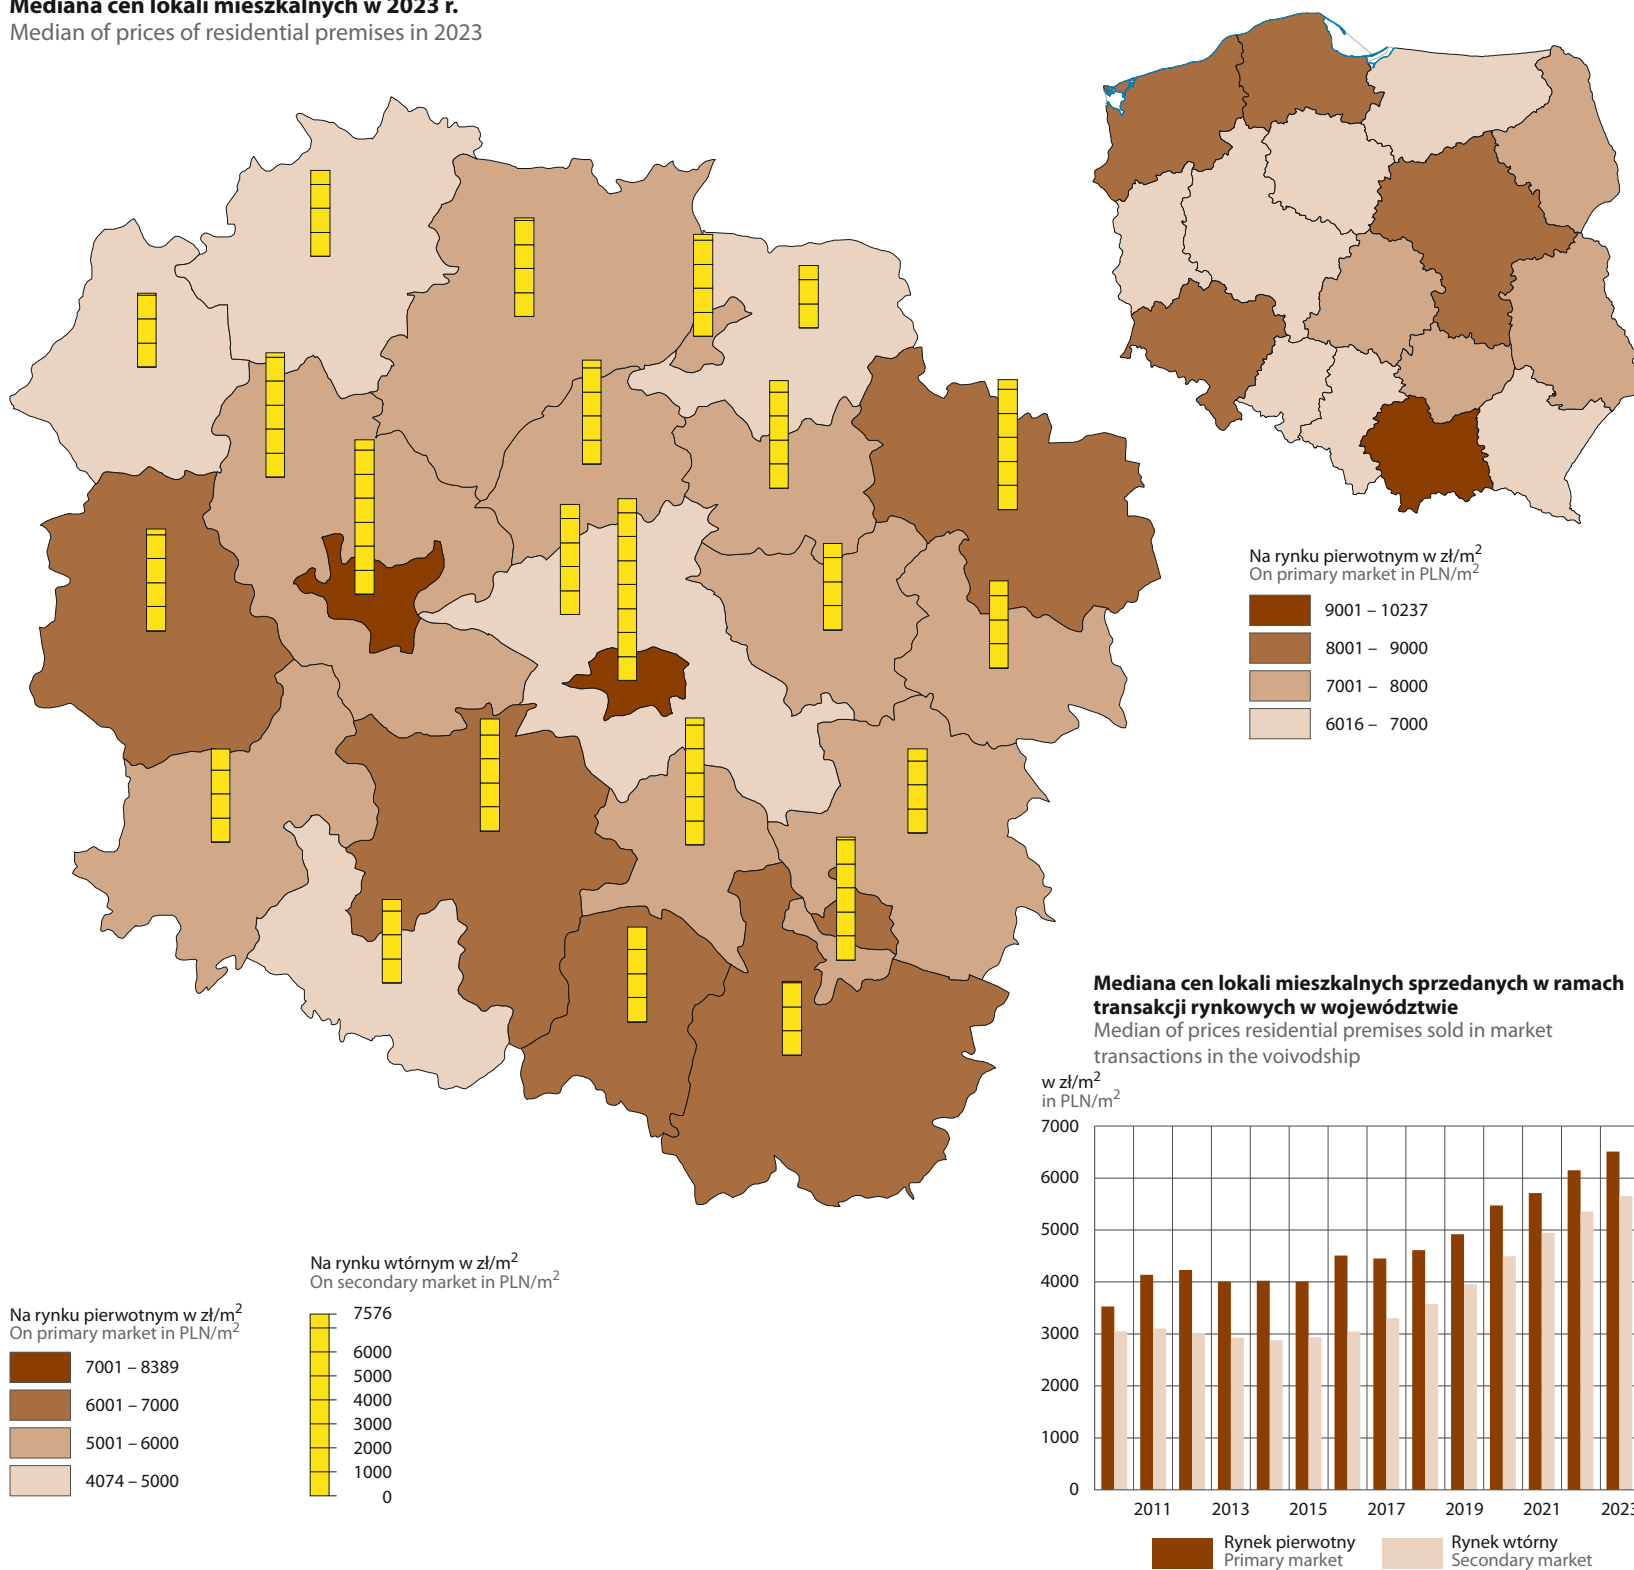 Mediana cen lokali mieszkalnych w 2023 r.
Median of prices of residential premises in 2023
Na rynku pierwotnym w zł/m²
On primary market in PLN/m²
9001 – 10237
8001 – 9000
7001 – 8000
6016 – 7000
Mediana cen lokali mieszkalnych sprzedanych w ramach
transakcji rynkowych w województwie
Median of prices residential premises sold in market
transactions in the voivodship
w zł/m²
in PLN/m²
7000
6000
5000
4000
3000
2000
1000
0
2011 2013 2015 2017 2019 2021 2023
Rynek pierwotny
Primary market
Rynek wtórny
Secondary market
Na rynku pierwotnym w zł/m²
On primary market in PLN/m²
7001 – 8389
6001 – 7000
5001 – 6000
4074 – 5000
Na rynku wtórnym w zł/m²
On secondary market in PLN/m²
7576
6000
5000
4000
3000
2000
1000
0